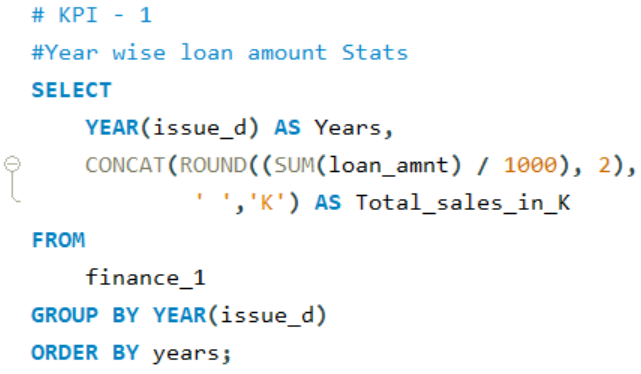 # KPI - 1
#Year wise loan amount Stats
SELECT
YEAR(issue_d) AS Years,
CONCAT(ROUND((SUM(loan_amnt) / 1000), 2),
' ','K') AS Total_sales_in_K
FROM
finance_1
GROUP BY YEAR(issue_d)
ORDER BY years;